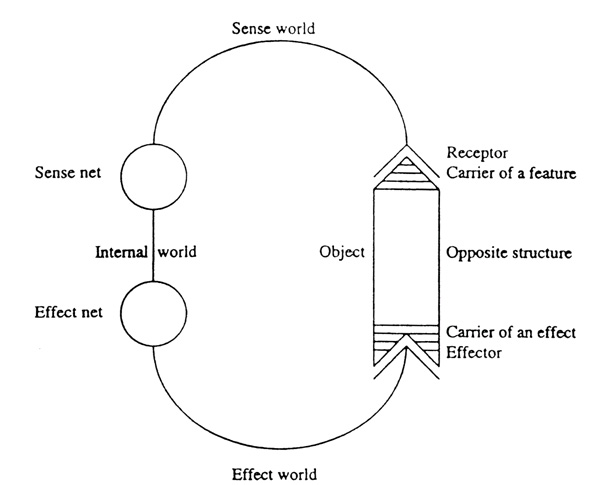 Sense world
Receptor
Sense net
Carrier of a feature
Internal world
Object
Opposite structure
Effect net
Carrier of an effect
Effector
Effect world